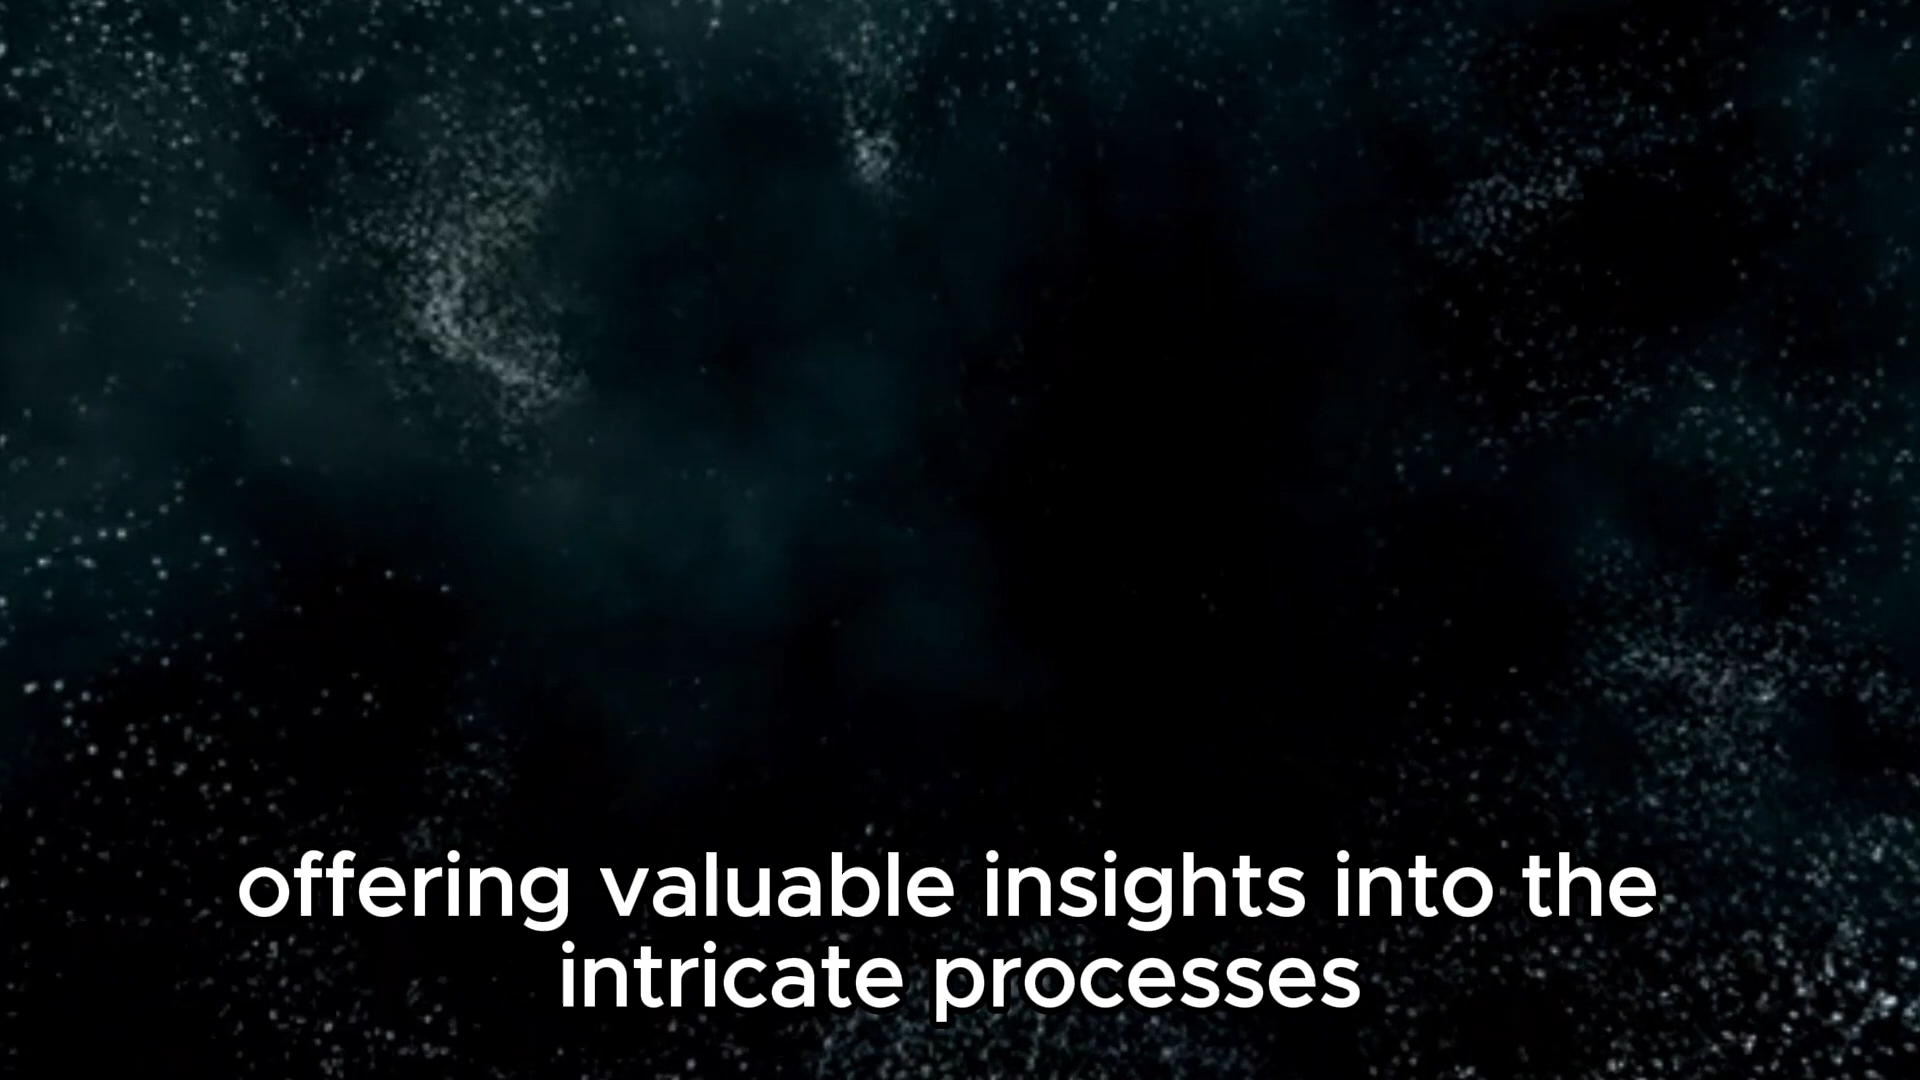 offering valuable insights into the
intricate processes